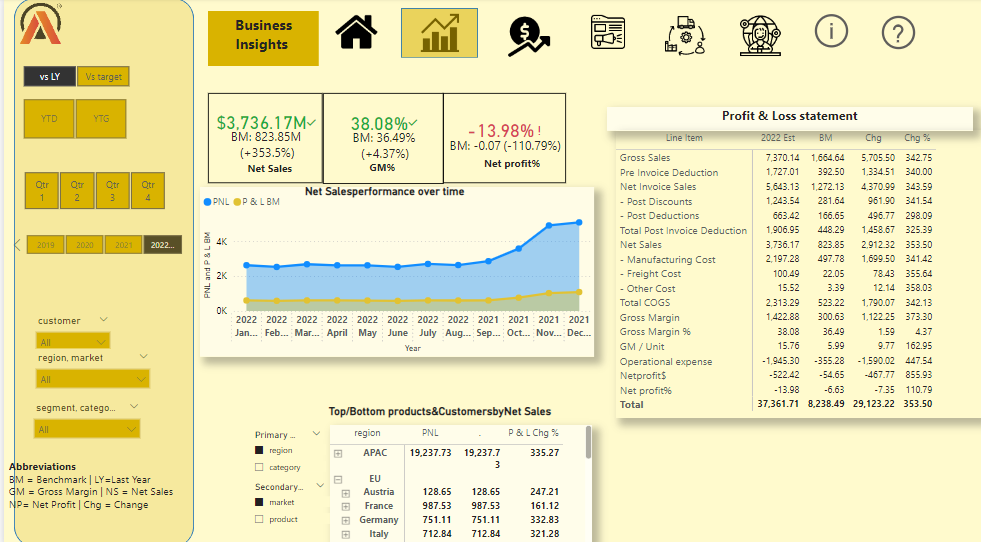 Business
Insights
vs LY
Vs target
YTD
YTG
Qtr
1
Qtr
2
Qtr
3
Qtr
4
2019
2020
2021
2022...
customer
All
region, market
All
segment, catego...
All
Abbreviations
BM = Benchmark | LY=Last Year
GM = Gross Margin | NS = Net Sales
NP= Net Profit | Chg = Change
$3,736.17M
BM: 823.85M
(+353.5%)
Net Sales
38.08%
BM: 36.49%
(+4.37%)
GM%
-13.98% !
BM: -0.07 (-110.79%)
Net profit%
Net Salesperformance over time
PNL P & L BM
PNL and P & L BM
4K
2K
0K
2022 2022 2022 2022 2022 2022 2022 2022 2021 2021 2021 2021
Jan... Feb... Mar... April May June July Aug... Sep... Oct... Nov... Dec...
Year
Profit & Loss statement
Line Item 2022 Est BM Chg Chg %
Gross Sales 7,370.14 1,664.64 5,705.50 342.75
Pre Invoice Deduction 1,727.01 392.50 1,334.51 340.00
Net Invoice Sales 5,643.13 1,272.13 4,370.99 343.59
- Post Discounts 1,243.54 281.64 961.90 341.54
- Post Deductions 663.42 166.65 496.77 298.09
Total Post Invoice Deduction 1,906.95 448.29 1,458.67 325.39
Net Sales 3,736.17 823.85 2,912.32 353.50
- Manufacturing Cost 2,197.28 497.78 1,699.50 341.42
- Freight Cost 100.49 22.05 78.43 355.64
- Other Cost 15.52 3.39 12.14 358.03
Total COGS 2,313.29 523.22 1,790.07 342.13
Gross Margin 1,422.88 300.63 1,122.25 373.30
Gross Margin % 38.08 36.49 1.59 4.37
GM / Unit 15.76 5.99 9.77 162.95
Operational expense -1,945.30 -355.28 -1,590.02 447.54
Netprofit$ -522.42 -54.65 -467.77 855.93
Net profit% -13.98 -6.63 -7.35 110.79
Total 37,361.71 8,238.49 29,123.22 353.50
Top/Bottom products&CustomersbyNet Sales
Primary ...
region
category
Secondary...
market
product
region PNL . P & L Chg %
APAC 19,237.73 19,237.7
3 335.27
EU
Austria 128.65 128.65 247.21
France 987.53 987.53 161.12
Germany 751.11 751.11 332.83
Italy 712.84 712.84 321.28